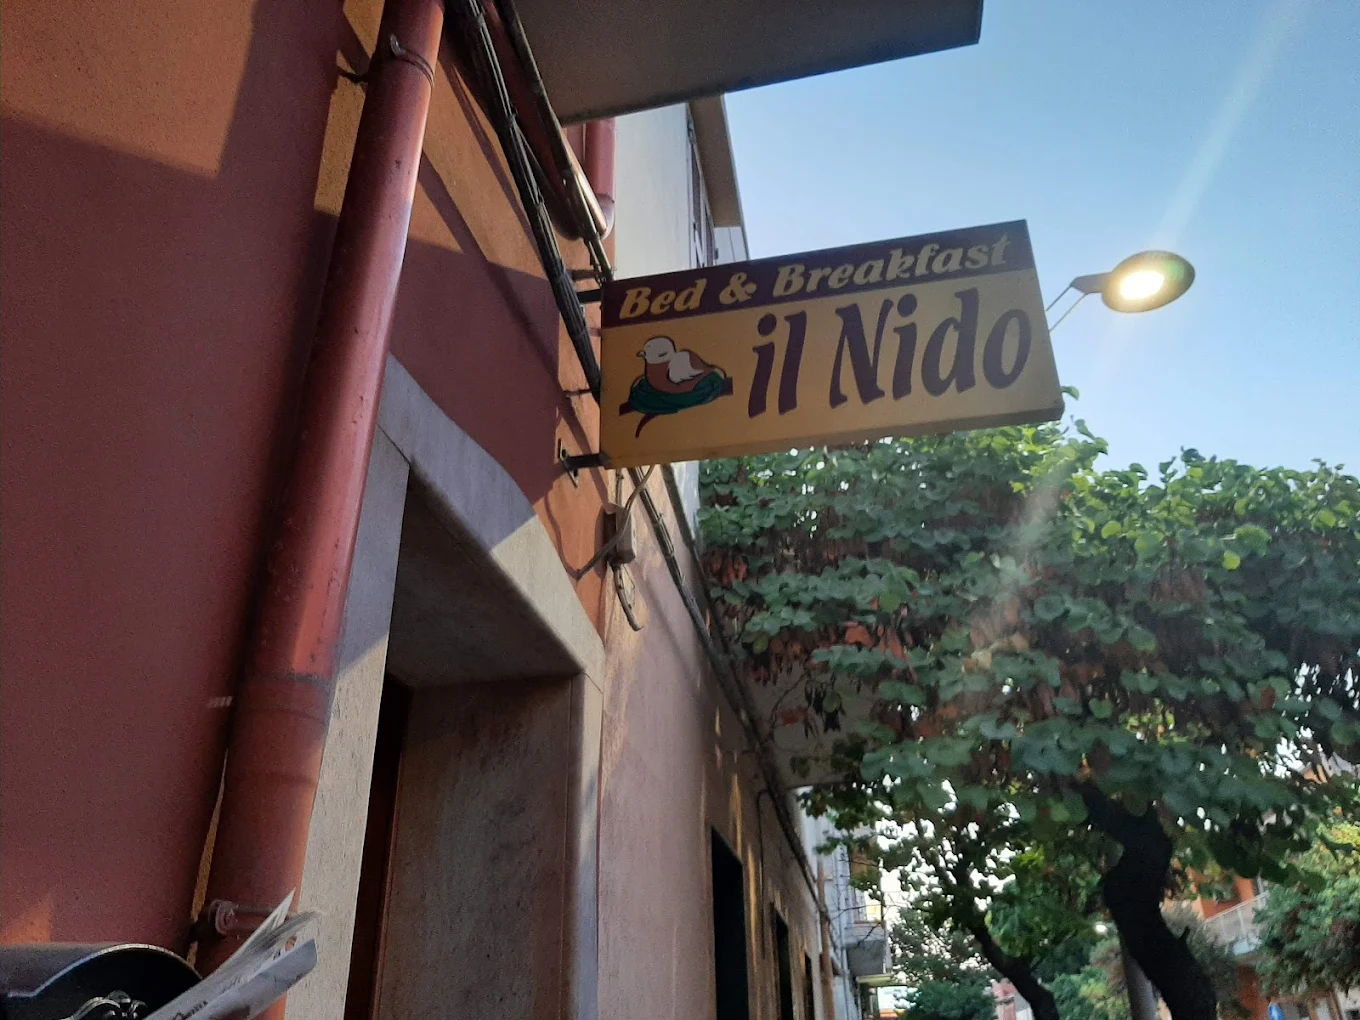 Bed & Breakfast
il Nido